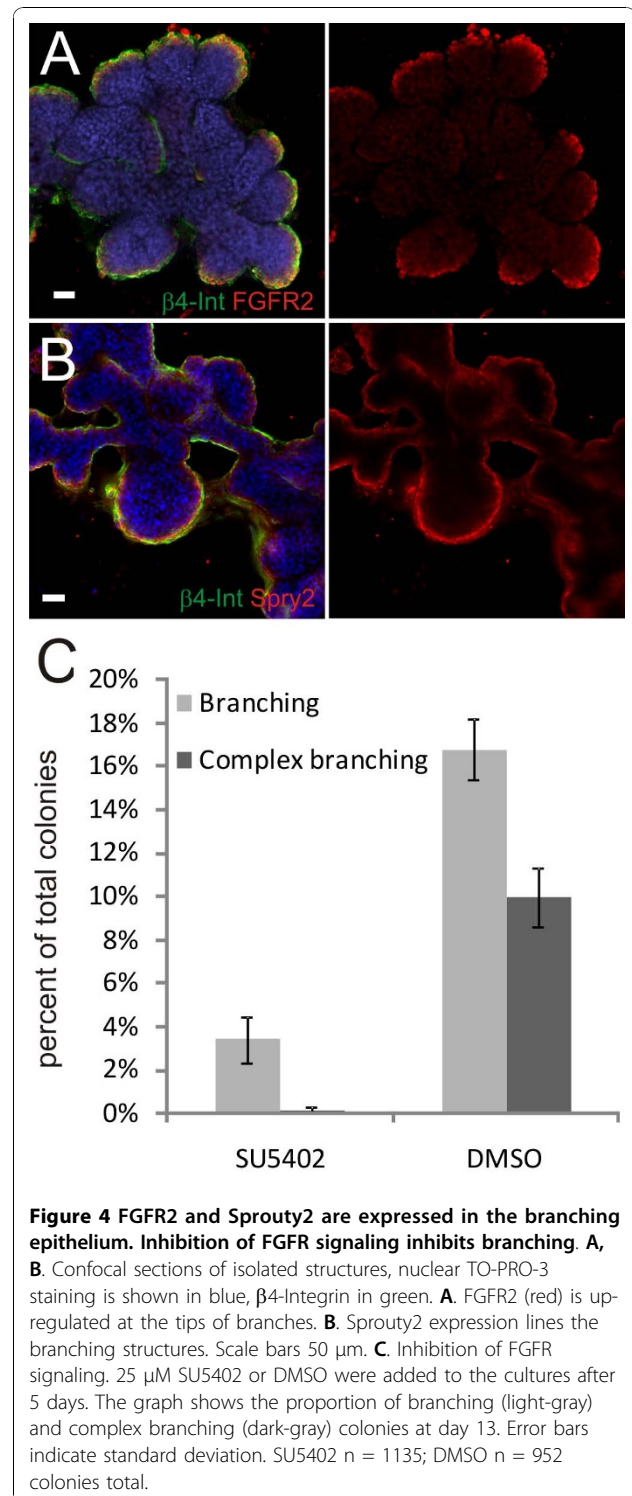 A
β4-Int FGFR2
B
β4-Int Spry2
C
percent of total colonies
20%
18%
16%
14%
12%
10%
8%
6%
4%
2%
0%
Branching
Complex branching
SU5402
DMSO
Figure 4 FGFR2 and Sprouty2 are expressed in the branching
epithelium. Inhibition of FGFR signaling inhibits branching. A,
B. Confocal sections of isolated structures, nuclear TO-PRO-3
staining is shown in blue, β4-Integrin in green. A. FGFR2 (red) is up-
regulated at the tips of branches. B. Sprouty2 expression lines the
branching structures. Scale bars 50 μm. C. Inhibition of FGFR
signaling. 25 μM SU5402 or DMSO were added to the cultures after
5 days. The graph shows the proportion of branching (light-gray)
and complex branching (dark-gray) colonies at day 13. Error bars
indicate standard deviation. SU5402 n = 1135; DMSO n = 952
colonies total.